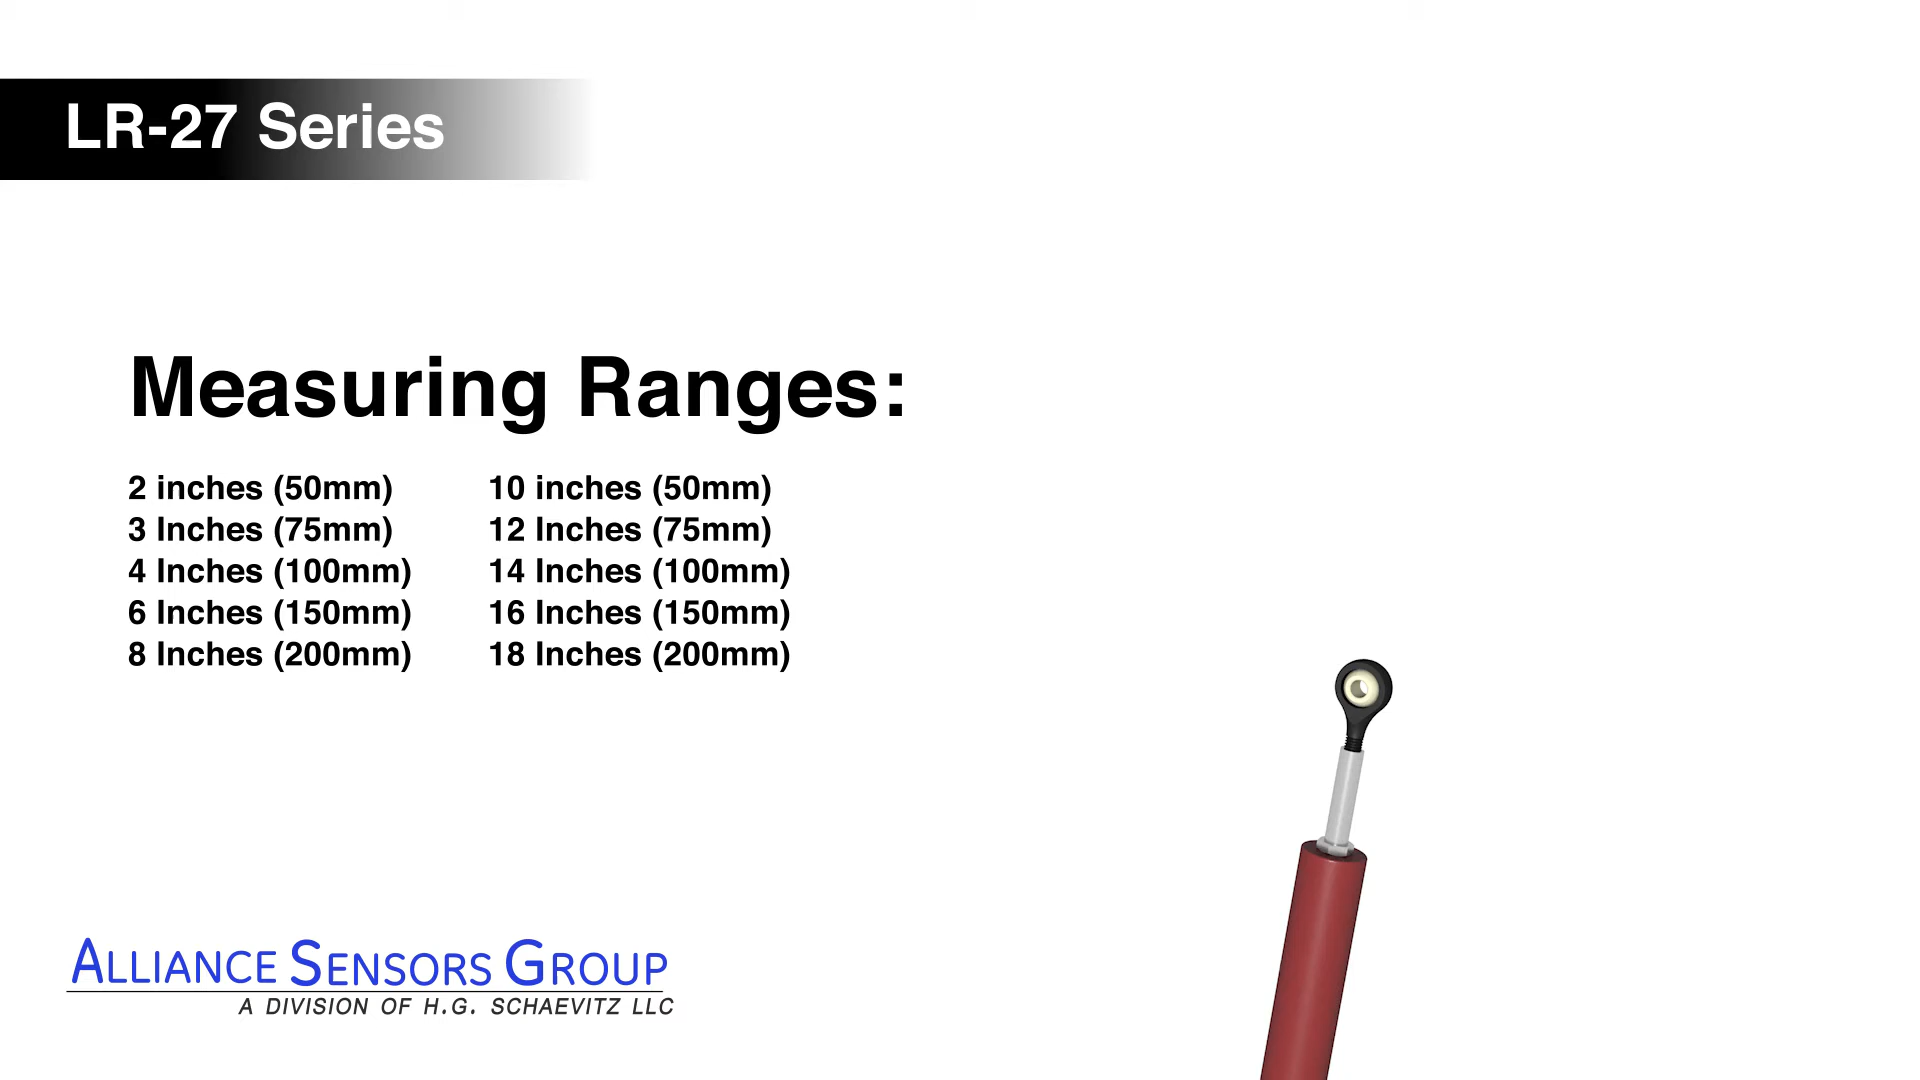 LR-27 Series
Measuring Ranges:
2 inches (50mm)
3 Inches (75mm)
4 Inches (100mm)
6 Inches (150mm)
8 Inches (200mm)
10 inches (50mm)
12 Inches (75mm)
14 Inches (100mm)
16 Inches (150mm)
18 Inches (200mm)
ALLIANCE SENSORS GROUP
A DIVISION OF H.G. SCHAEVITZ LLC